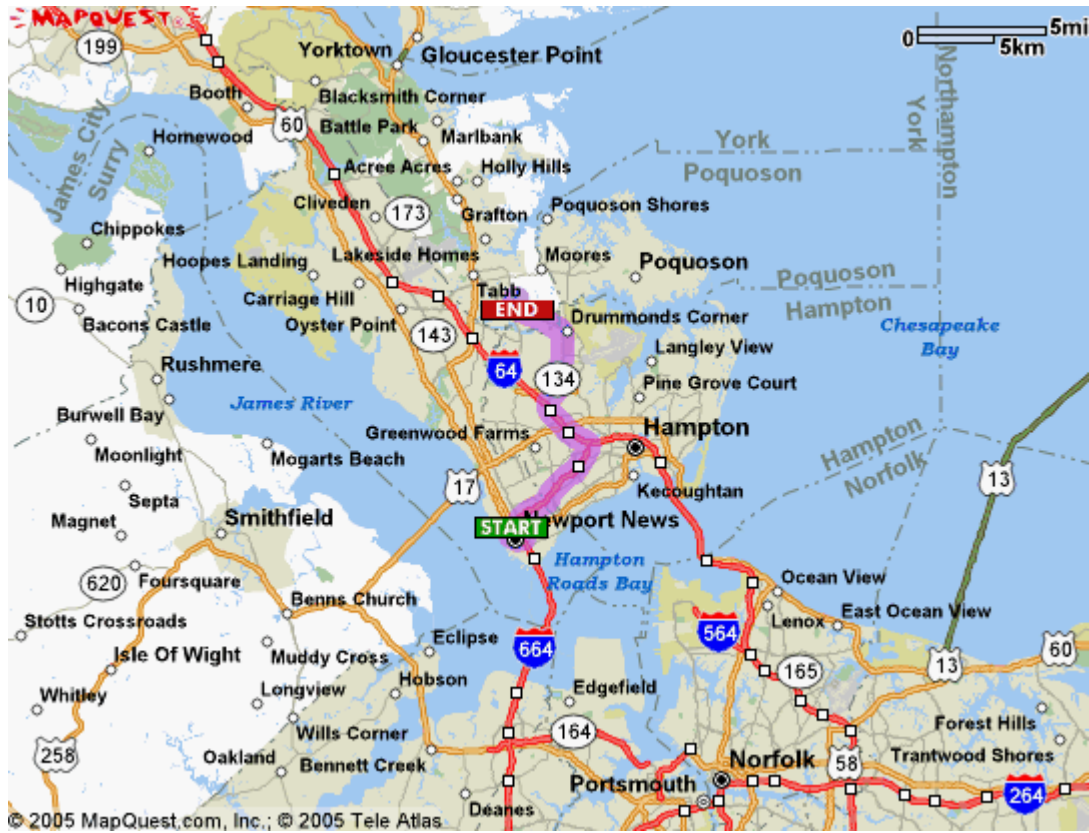 MAPQUEST
0
5mi
5km
199
Yorktown
Gloucester Point
Northampton
York
Booth
Blacksmith Corner
60
Battle Park
Marlbank
James City
Surry
Homewood
York
Poquoson
Acree Acres
Holly Hills
Cliveden
173
Grafton
Poquoson Shores
Chippokes
Lakeside Homes
Moores
Hoopes Landing
Poquoson
Poquoson
Hampton
Highgate
Tabb
Carriage Hill
10
END
Bacons Castle
Oyster Point
143
Drummonds Corner
Chesapeake
Bay
Langley View
Rushmere
64
134
Pine Grove Court
James River
Burwell Bay
Greenwood Farms
Hampton
Hampton
Norfolk
Moonlight
Mogarts Beach
13
Septa
17
Kecoughtan
Magnet
Smithfield
START
Newport News
Hampton
Roads Bay
620
Foursquare
Ocean View
Benns Church
Stotts Crossroads
Lenox
East Ocean View
Eclipse
664
564
Isle Of Wight
Muddy Cross
13
60
165
Whitley
Longview
Hobson
Edgefield
Forest Hills
Wills Corner
164
258
Oakland
Bennett Creek
Norfolk
58
Trantwood Shores
Portsmouth
264
Deanes
© 2005 MapQuest.com, Inc.; © 2005 Tele Atlas